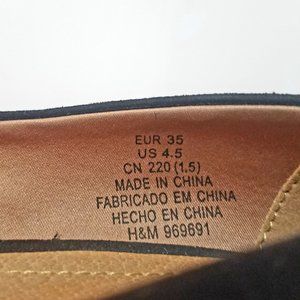 EUR 35
US 4.5
CN 220 (1.5)
MADE IN CHINA
FABRICADO EM CHINA
HECHO EN CHINA
H&M 969691